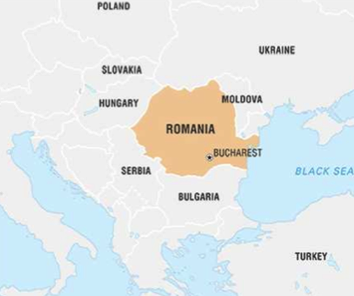 POLAND
UKRAINE
SLOVAKIA
HUNGARY
MOLDOVA
ROMANIA
BUCHAREST
SERBIA
BLACK SEA
BULGARIA
TURKEY